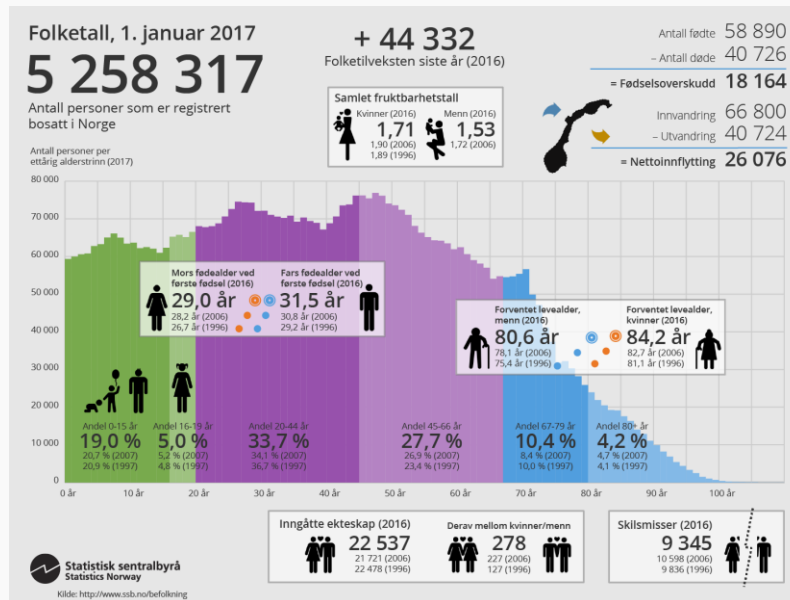 Folketall, 1. januar 2017
5 258 317
Antall personer som er registrert
bosatt i Norge
+ 44 332
Folketilveksten siste år (2016)
Samlet fruktbarhetstall
Kvinner (2016)
1,71
1,90 (2006)
1,89 (1996)
Menn (2016)
1,53
1,72 (2006)
Antall fødte 58 890
– Antall døde 40 726
= Fødselsoverskudd 18 164
Innvandring 66 800
– Utvandring 40 724
= Nettoinnflytting 26 076
Antall personer per
ettårig alderstrinn (2017)
80 000
70 000
60 000
50 000
40 000
30 000
20 000
10 000
0
Mors fødealder ved
første fødsel (2016)
29,0 år
28,2 år (2006)
26,7 år (1996)
Fars fødealder ved
første fødsel (2016)
31,5 år
30,8 år (2006)
29,2 år (1996)
Forventet levealder,
menn (2016)
80,6 år
78,1 år (2006)
75,4 år (1996)
Forventet levealder,
kvinner (2016)
84,2 år
82,7 år (2006)
81,1 år (1996)
Andel 0-15 år
19,0 %
20,7 % (2007)
20,9 % (1997)
Andel 16-19 år
5,0 %
5,2 % (2007)
4,8 % (1997)
Andel 20-44 år
33,7 %
34,1 % (2007)
36,7 % (1997)
Andel 45-66 år
27,7 %
26,9 % (2007)
23,4 % (1997)
Andel 67-79 år
10,4 %
8,4 % (2007)
10,0 % (1997)
Andel 80+ år
4,2 %
4,7 % (2007)
4,1 % (1997)
0 år 10 år 20 år 30 år 40 år 50 år 60 år 70 år 80 år 90 år 100 år
Inngåtte ekteskap (2016)
22 537
21 721 (2006)
22 478 (1996)
Derav mellom kvinner/menn
278
227 (2006)
127 (1996)
Skilsmisser (2016)
9 345
10 598 (2006)
9 836 (1996)
Statistisk sentralbyrå
Statistics Norway
Kilde: http://www.ssb.no/befolkning